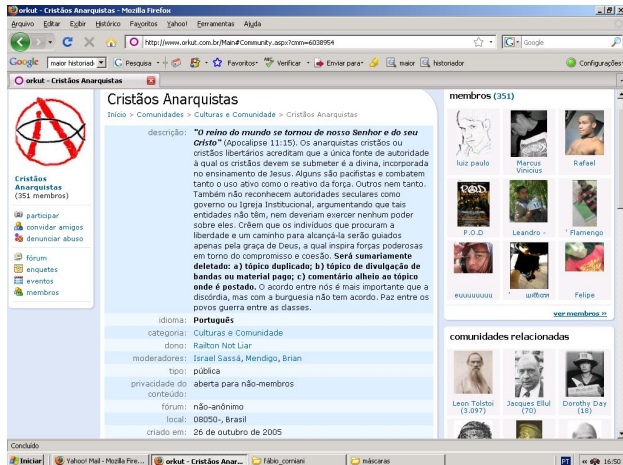 orkut - Cristãos Anarquistas - Mozilla Firefox
Arquivo Editar Exibir Histórico Favoritos Yahoo! Ferramentas Ajuda
http://www.orkut.com.br/Main#Community.aspx?cmm=6038954
Google
Google maior historiad Pesquisa Favoritos Verificar Enviar para maior historiador Configurações
orkut - Cristãos Anarquistas
Cristãos Anarquistas
Início > Comunidades > Culturas e Comunidade > Cristãos Anarquistas
Cristãos
Anarquistas
(351 membros)
participar
convidar amigos
denunciar abuso
fórum
enquetes
eventos
membros
descrição: "O reino do mundo se tornou de nosso Senhor e do seu
Cristo" (Apocalipse 11:15). Os anarquistas cristãos ou
cristãos libertários acreditam que a única fonte de autoridade
à qual os cristãos devem se submeter é a divina, incorporada
no ensinamento de Jesus. Alguns são pacifistas e combatem
tanto o uso ativo como o reativo da força. Outros nem tanto.
Também não reconhecem autoridades seculares como
governo ou Igreja Institucional, argumentando que tais
entidades não têm, nem deveriam exercer nenhum poder
sobre eles. Crêem que os indivíduos que procuram a
liberdade e um caminho para alcançá-la serão guiados
apenas pela graça de Deus, a qual inspira forças poderosas
em torno do compromisso e coesão. Será sumariamente
deletado: a) tópico duplicado; b) tópico de divulgação de
bandas ou material pago; c) comentário alheio ao tópico
onde é postado. O acordo entre nós é mais importante que a
discórdia, mas com a burguesia não tem acordo. Paz entre os
povos guerra entre as classes.
idioma: Português
categoria: Culturas e Comunidade
dono: Railton Not Liar
moderadores: Israel Sassá, Mendigo, Brian
tipo: pública
privacidade do conteúdo: aberta para não-membros
fórum: não-anônimo
local: 08050-, Brasil
criado em: 26 de outubro de 2005
membros (351)
luiz paulo
Marcus
Vinicius
Rafael
P.O.D
P.O.D
Leandro -
' Flamengo
euuuuuuuu
Felipe
ver membros »
comunidades relacionadas
Leon Tolstoi
(3.097)
Jacques Ellul
(70)
Dorothy Day
(18)
Concluído
Iniciar Yahoo! Mail - Mozilla Fire... orkut - Cristãos Anar... fábio_corniani máscaras PT 16:50